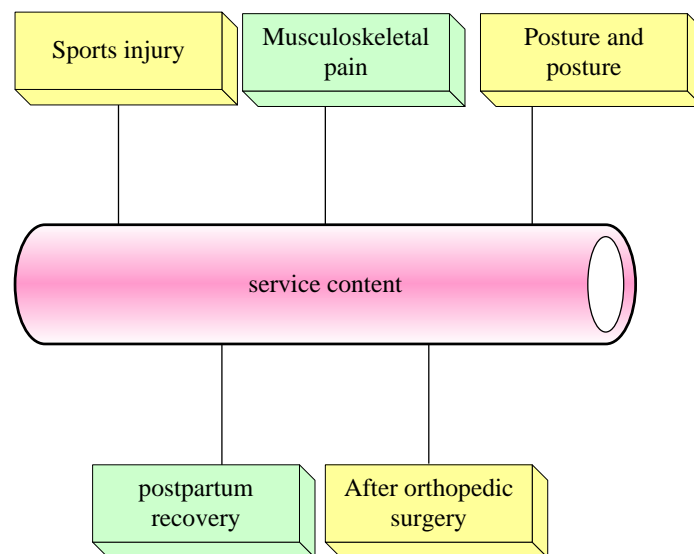 Sports injury
Musculoskeletal
pain
Posture and
posture
service content
postpartum
recovery
After orthopedic
surgery